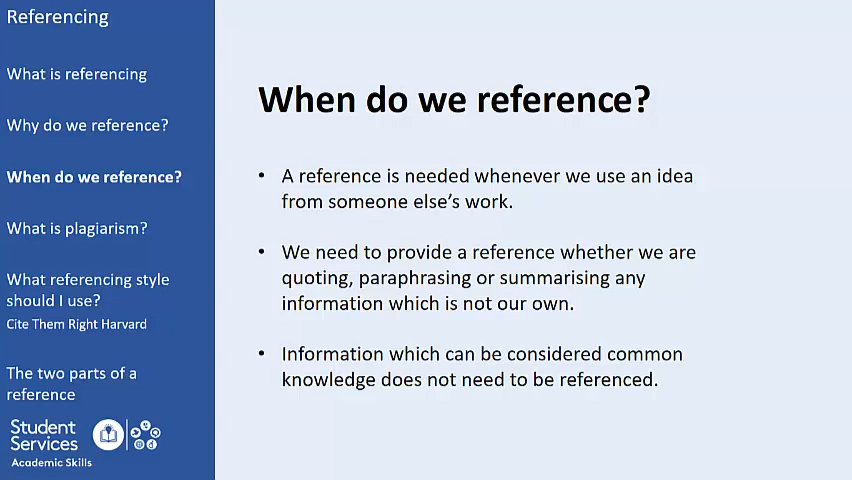 Referencing
What is referencing
Why do we reference?
When do we reference?
What is plagiarism?
What referencing style
should I use?
Cite Them Right Harvard
The two parts of a
reference
Student
Services
Academic Skills
When do we reference?
• A reference is needed whenever we use an idea
from someone else’s work.
• We need to provide a reference whether we are
quoting, paraphrasing or summarising any
information which is not our own.
• Information which can be considered common
knowledge does not need to be referenced.